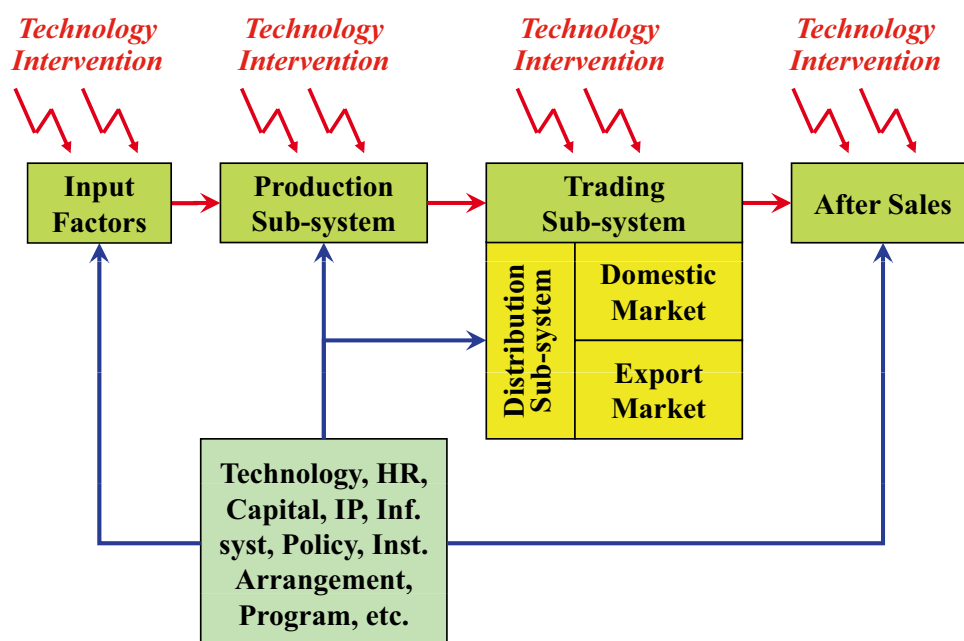 Technology
Intervention
Technology
Intervention
Technology
Intervention
Technology
Intervention
Input
Factors
Production
Sub-system
Trading
Sub-system
After Sales
Distribution
Sub-system
Domestic
Market
Export
Market
Technology, HR,
Capital, IP, Inf.
syst, Policy, Inst.
Arrangement,
Program, etc.